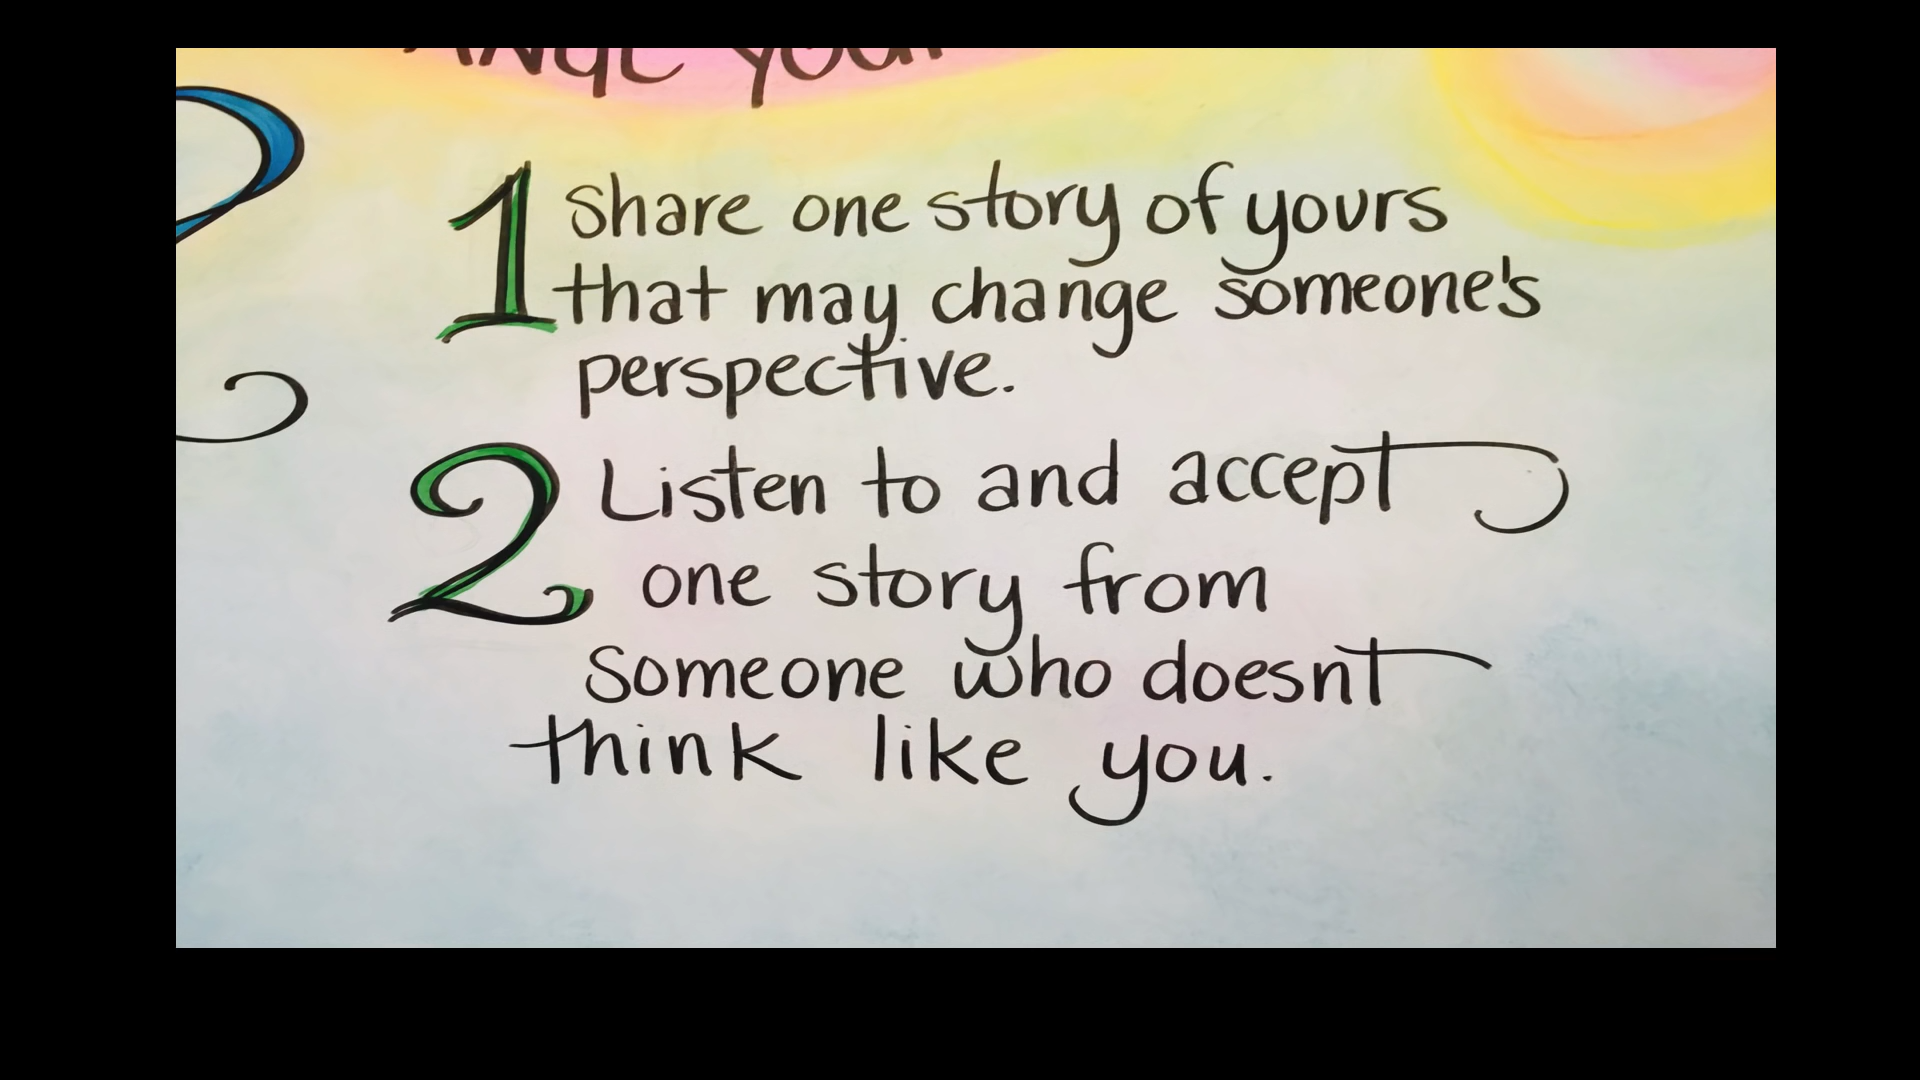 1 Share one story of yours
that may change someone's
perspective.
2 Listen to and accept
one story from
someone who doesnt
think like you.